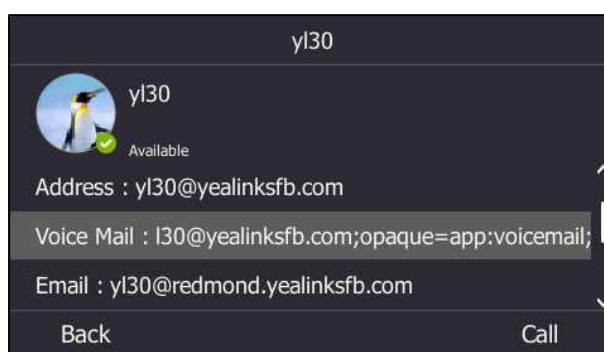 yl30
yl30
Available
Address : yl30@yealinksfb.com
Voice Mail : l30@yealinksfb.com;opaque=app:voicemail;
Email : yl30@redmond.yealinksfb.com
Back Call